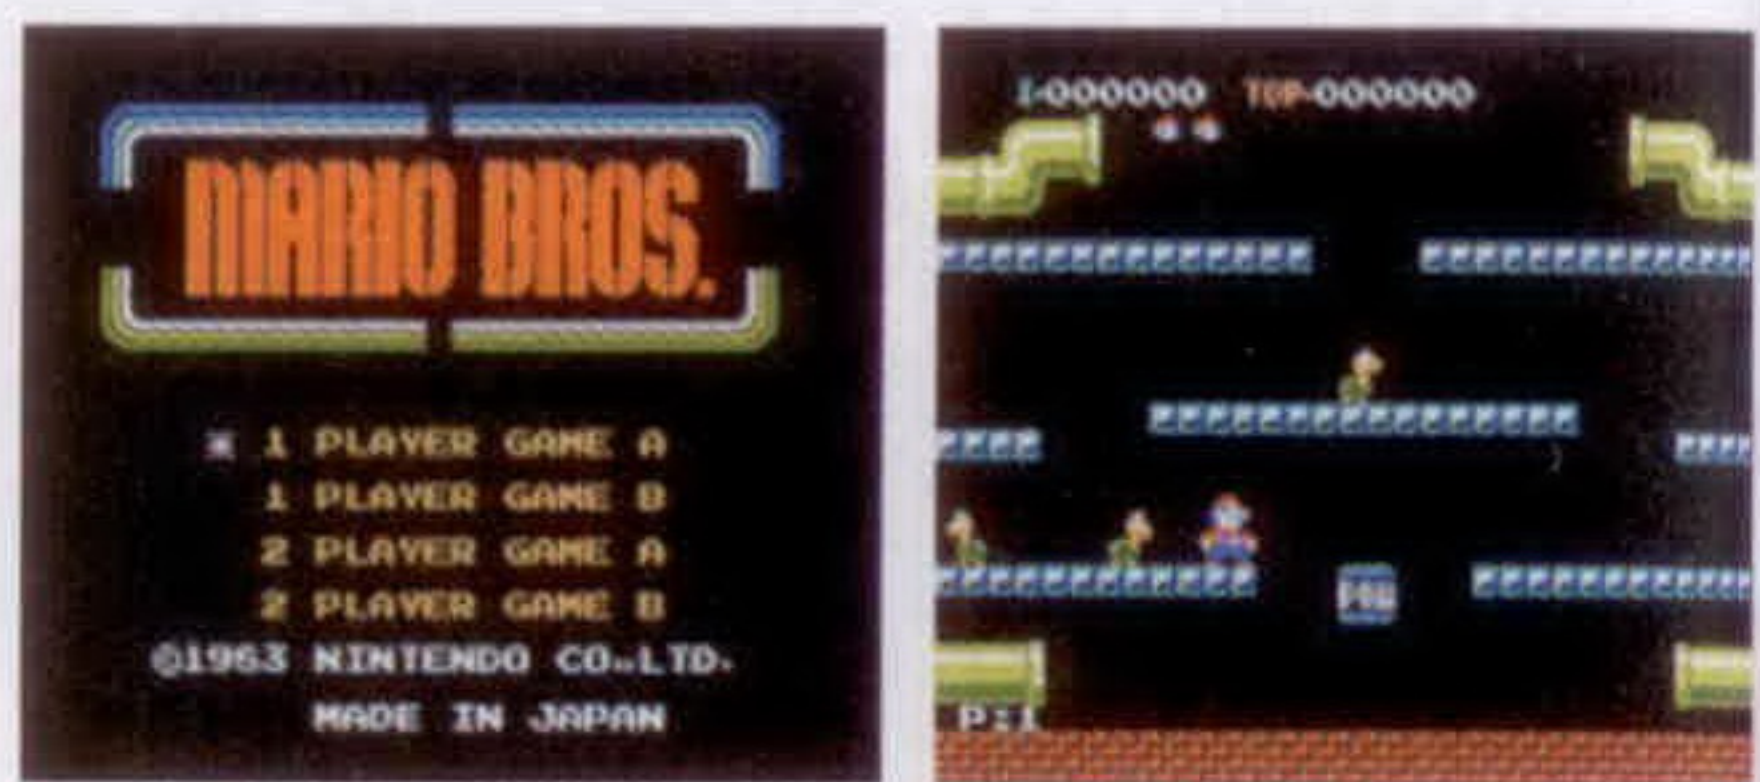 MARIO BROS.
1 PLAYER GAME A
1 PLAYER GAME B
2 PLAYER GAME A
2 PLAYER GAME B
©1983 NINTENDO CO.,LTD.
MADE IN JAPAN
I-000000 TOP-000000
POW
P:1